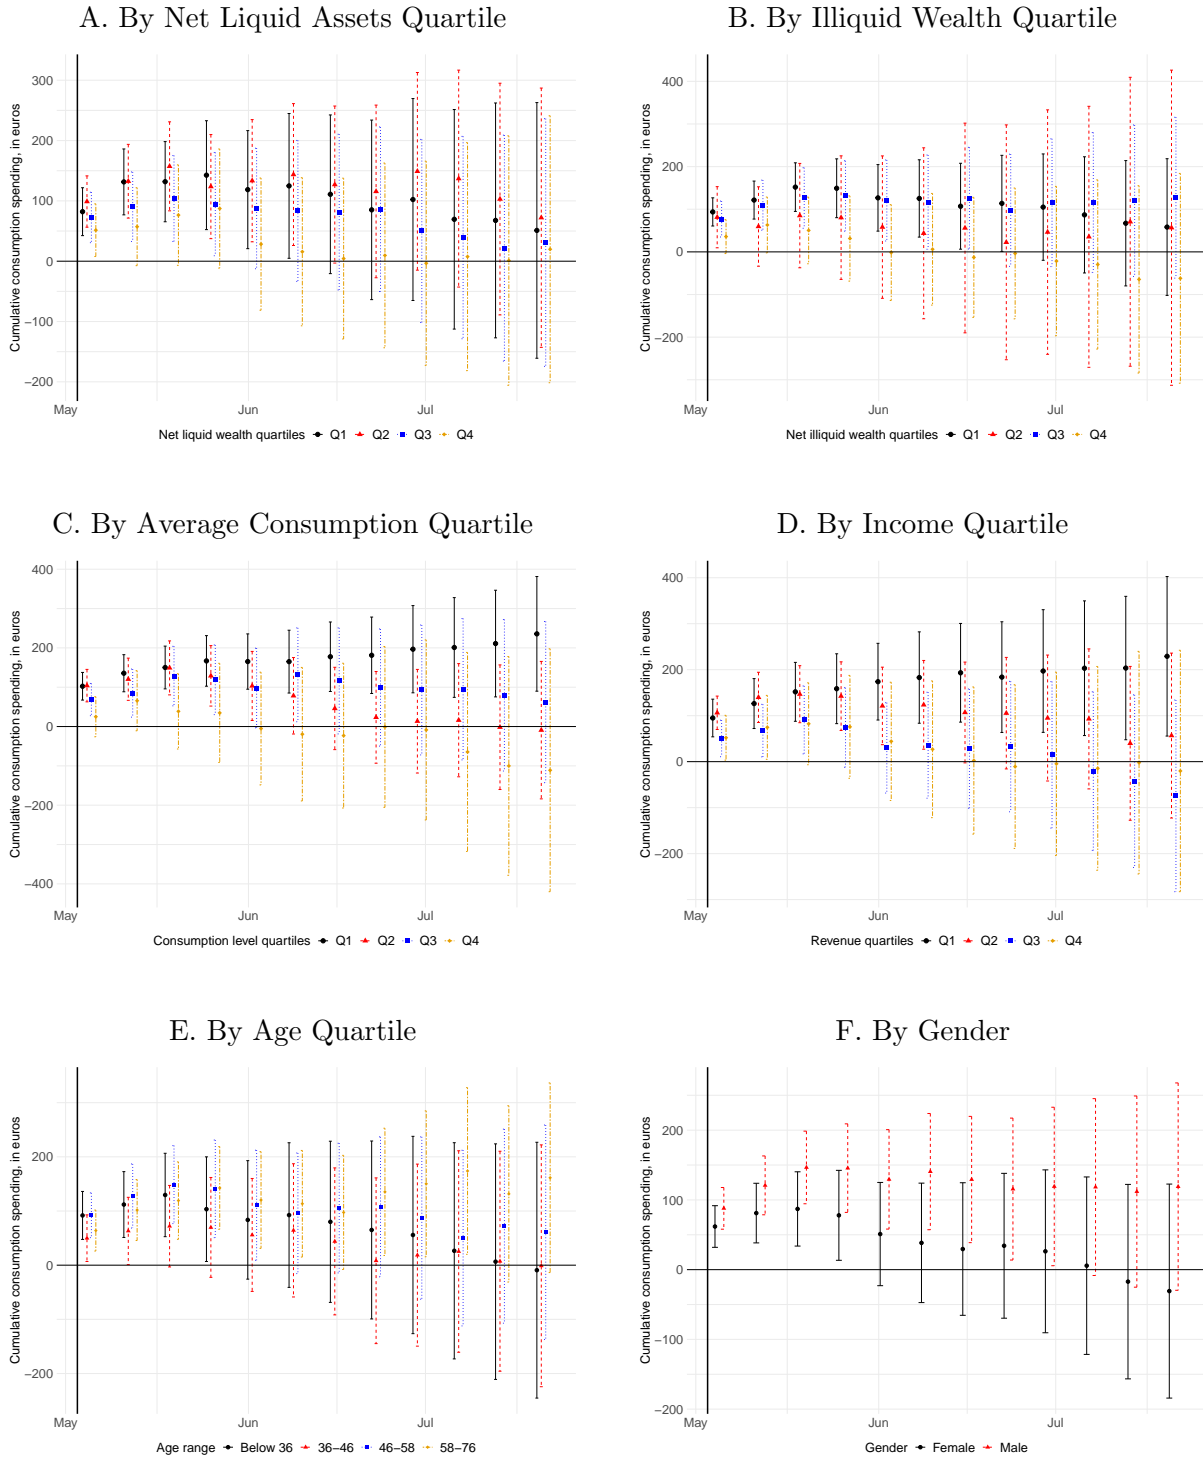 A. By Net Liquid Assets Quartile
Cumulative consumption spending, in euros
300
200
100
0
−100
−200
May
Jun
Jul
Net liquid wealth quartiles Q1 Q2 Q3 Q4
B. By Illiquid Wealth Quartile
Cumulative consumption spending, in euros
400
200
0
−200
May
Jun
Jul
Net illiquid wealth quartiles Q1 Q2 Q3 Q4
C. By Average Consumption Quartile
Cumulative consumption spending, in euros
400
200
0
−200
−400
May
Jun
Jul
Consumption level quartiles Q1 Q2 Q3 Q4
D. By Income Quartile
Cumulative consumption spending, in euros
400
200
0
−200
May
Jun
Jul
Revenue quartiles Q1 Q2 Q3 Q4
E. By Age Quartile
Cumulative consumption spending, in euros
200
0
−200
May
Jun
Jul
Age range Below 36 36−46 46−58 58−76
F. By Gender
Cumulative consumption spending, in euros
200
100
0
−100
−200
May
Jun
Jul
Gender Female Male